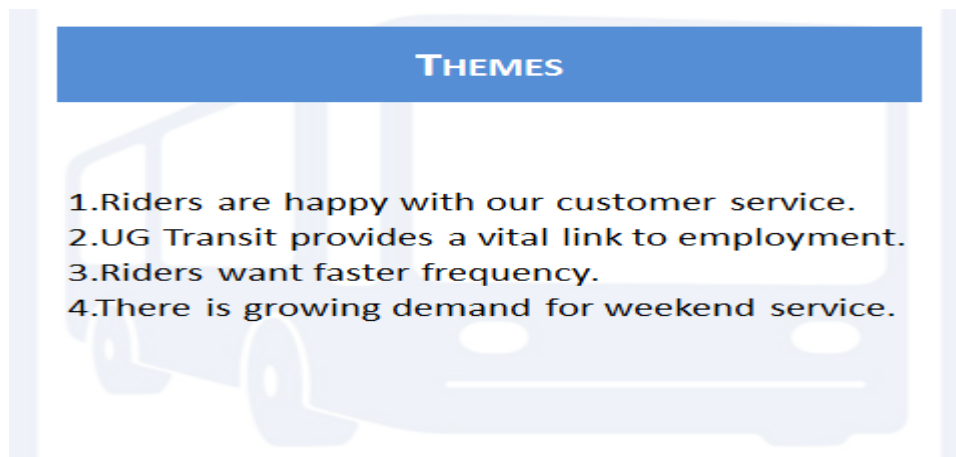 THEMES
1.Riders are happy with our customer service.
2.UG Transit provides a vital link to employment.
3.Riders want faster frequency.
4.There is growing demand for weekend service.